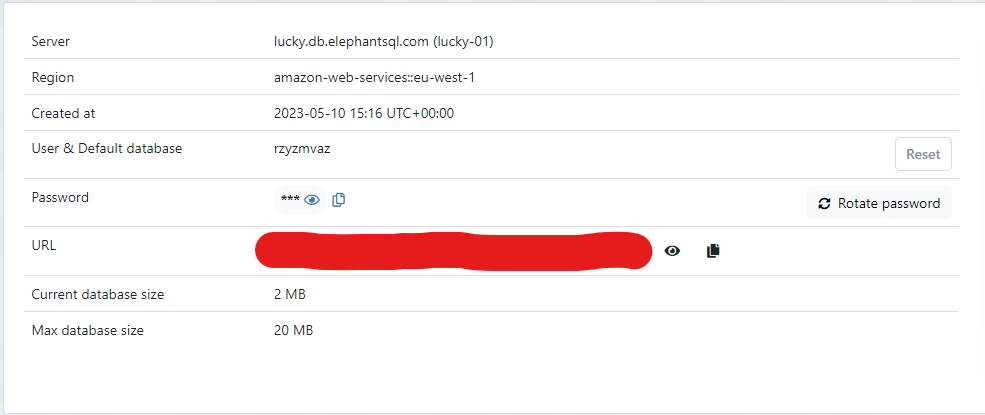 Server lucky.db.elephantsql.com (lucky-01)
Region amazon-web-services::eu-west-1
Created at 2023-05-10 15:16 UTC+00:00
User & Default database rzyzmvaz Reset
Password *** Rotate password
URL
Current database size 2 MB
Max database size 20 MB